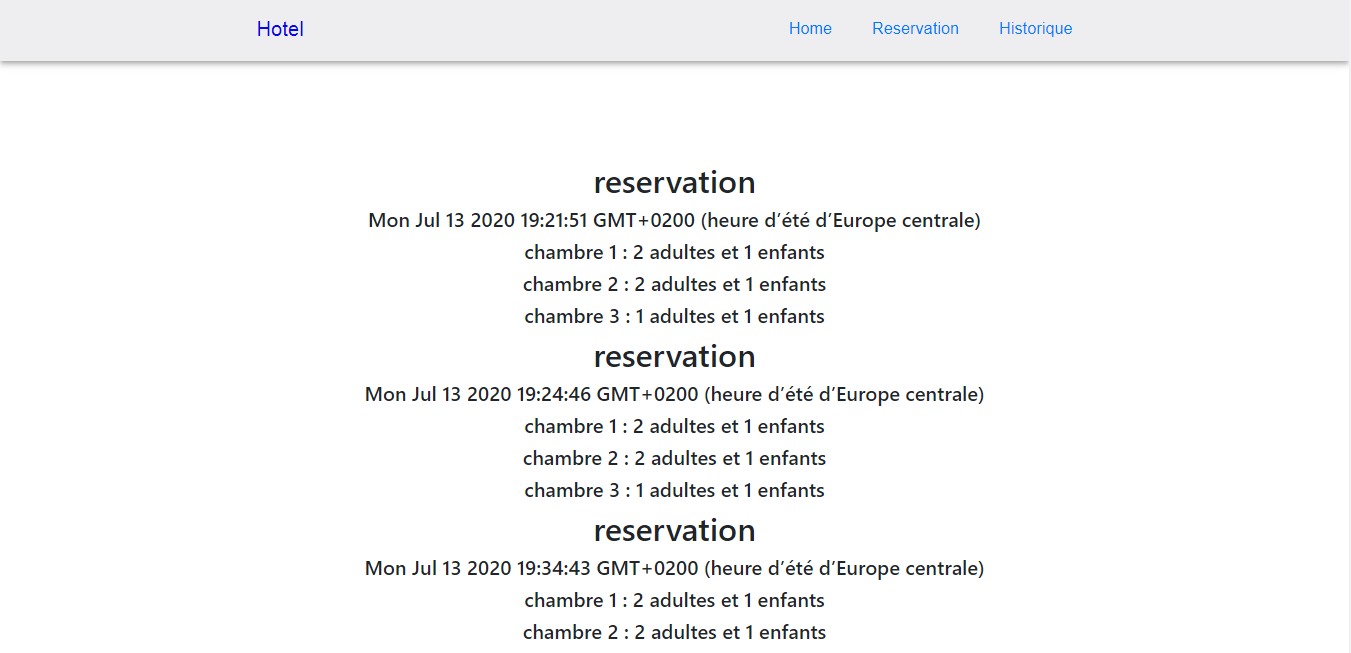 Hotel
Home Reservation Historique
reservation
Mon Jul 13 2020 19:21:51 GMT+0200 (heure d’été d’Europe centrale)
chambre 1 : 2 adultes et 1 enfants
chambre 2 : 2 adultes et 1 enfants
chambre 3 : 1 adultes et 1 enfants
reservation
Mon Jul 13 2020 19:24:46 GMT+0200 (heure d’été d’Europe centrale)
chambre 1 : 2 adultes et 1 enfants
chambre 2 : 2 adultes et 1 enfants
chambre 3 : 1 adultes et 1 enfants
reservation
Mon Jul 13 2020 19:34:43 GMT+0200 (heure d’été d’Europe centrale)
chambre 1 : 2 adultes et 1 enfants
chambre 2 : 2 adultes et 1 enfants